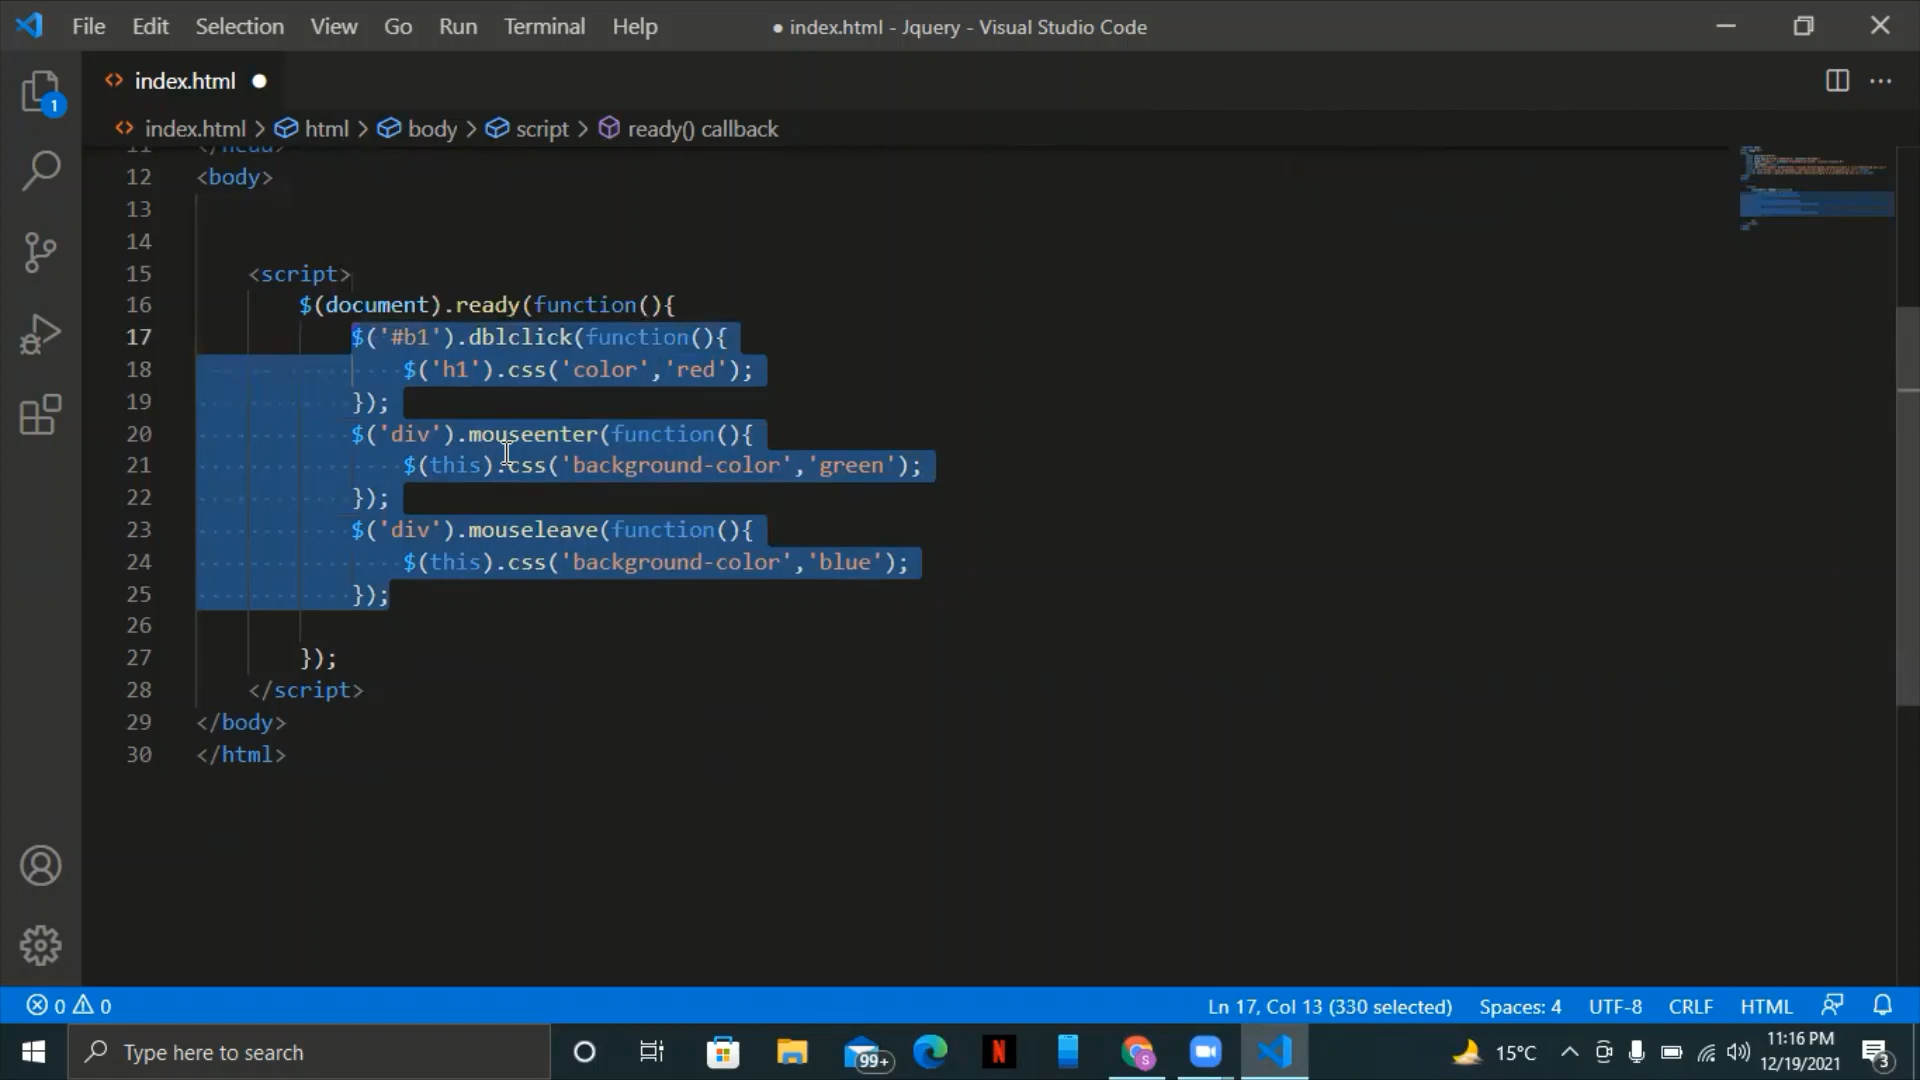 File Edit Selection View Go Run Terminal Help ● index.html - Jquery - Visual Studio Code
index.html ●
index.html > html > body > script > ready() callback
1
11 </head>
12 <body>
13
14
15 <script>
16 $(document).ready(function(){
17 $('#b1').dblclick(function(){
18 $('h1').css('color','red');
19 });
20 $('div').mouseenter(function(){
21 $(this).css('background-color','green');
22 });
23 $('div').mouseleave(function(){
24 $(this).css('background-color','blue');
25 });
26
27 });
28 </script>
29 </body>
30 </html>
0 0 Ln 17, Col 13 (330 selected) Spaces: 4 UTF-8 CRLF HTML
Type here to search 99+ N S 15°C 11:16 PM
12/19/2021 3